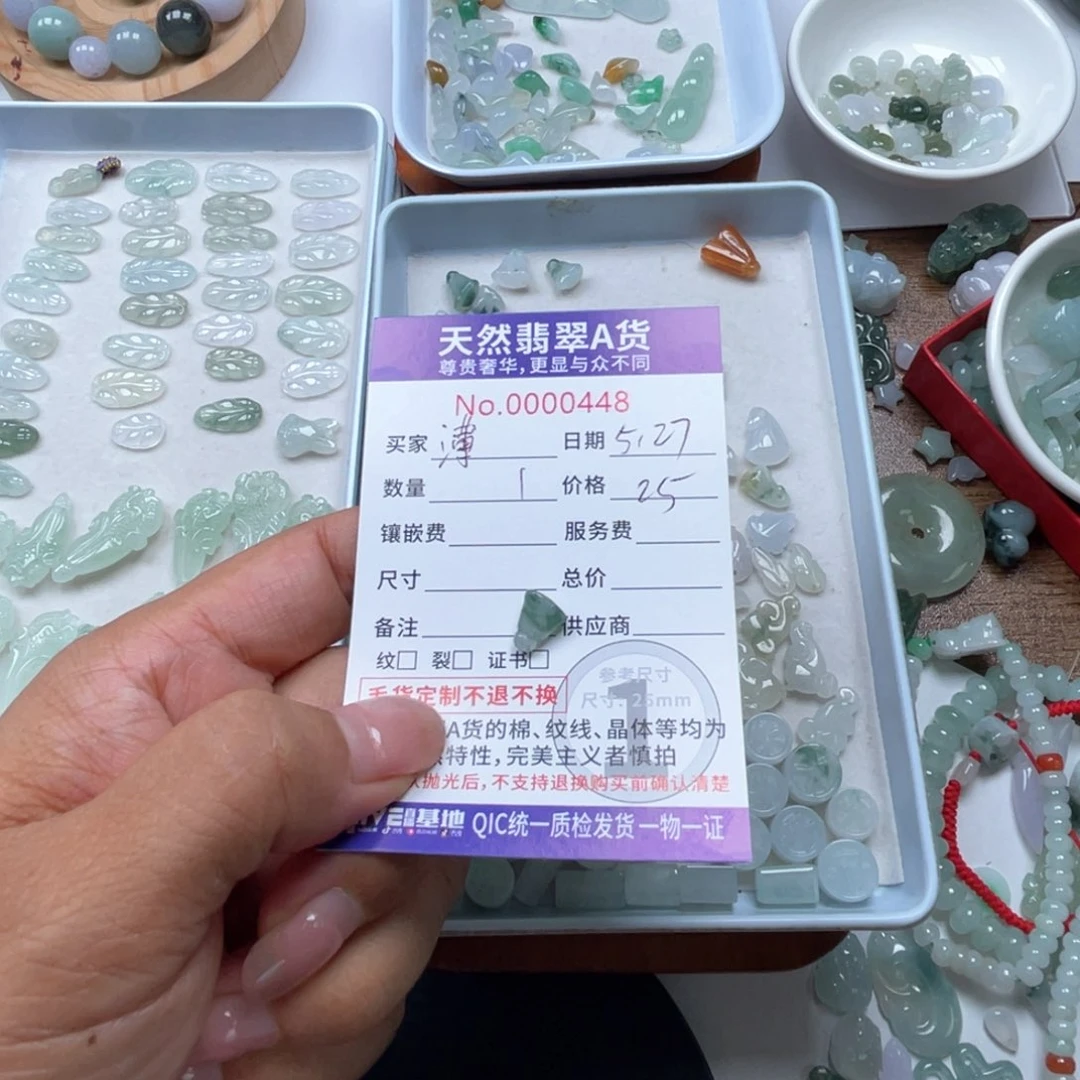 天然翡翠A货
尊贵奢华,更显与众不同
No.0000448
买家 日期 5.27
数量 1 价格 25
镶嵌费 服务费
尺寸 总价
备注 供应商
纹□ 裂□ 证书□
参考尺寸
尺寸: 25mm
毛货定制不退不换
A货的棉、纹线、晶体等均为
特性,完美主义者慎拍
抛光后,不支持退换购买前确认清楚
基地 QIC统一质检发货 一物一证